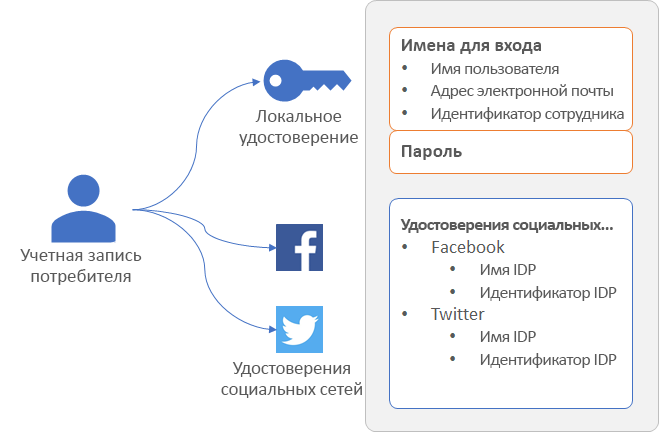 Учетная запись
потребителя
Локальное
удостоверение
Удостоверения
социальных сетей
Имена для входа
• Имя пользователя
• Адрес электронной почты
• Идентификатор сотрудника
Пароль
Удостоверения социальных...
• Facebook
• Имя IDP
• Идентификатор IDP
• Twitter
• Имя IDP
• Идентификатор IDP